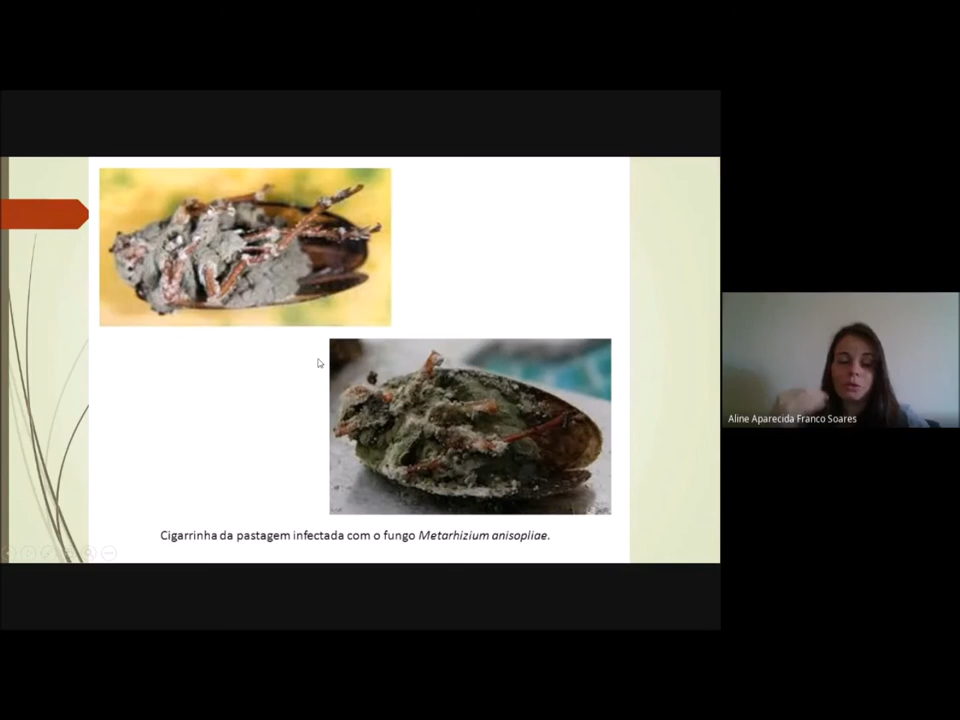 Aline Aparecida Franco Soares
Cigarrinha da pastagem infectada com o fungo Metarhizium anisopliae.